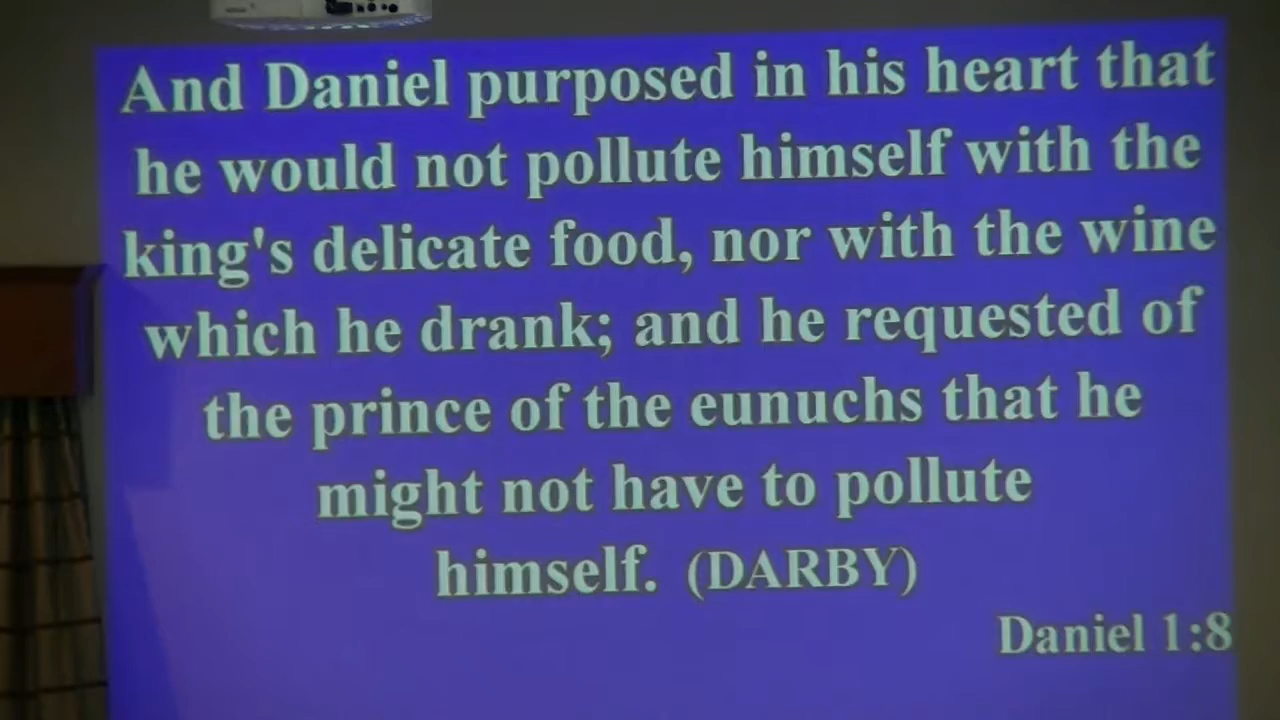 And Daniel purposed in his heart that
he would not pollute himself with the
king's delicate food, nor with the wine
which he drank; and he requested of
the prince of the eunuchs that he
might not have to pollute
himself. (DARBY)
Daniel 1:8